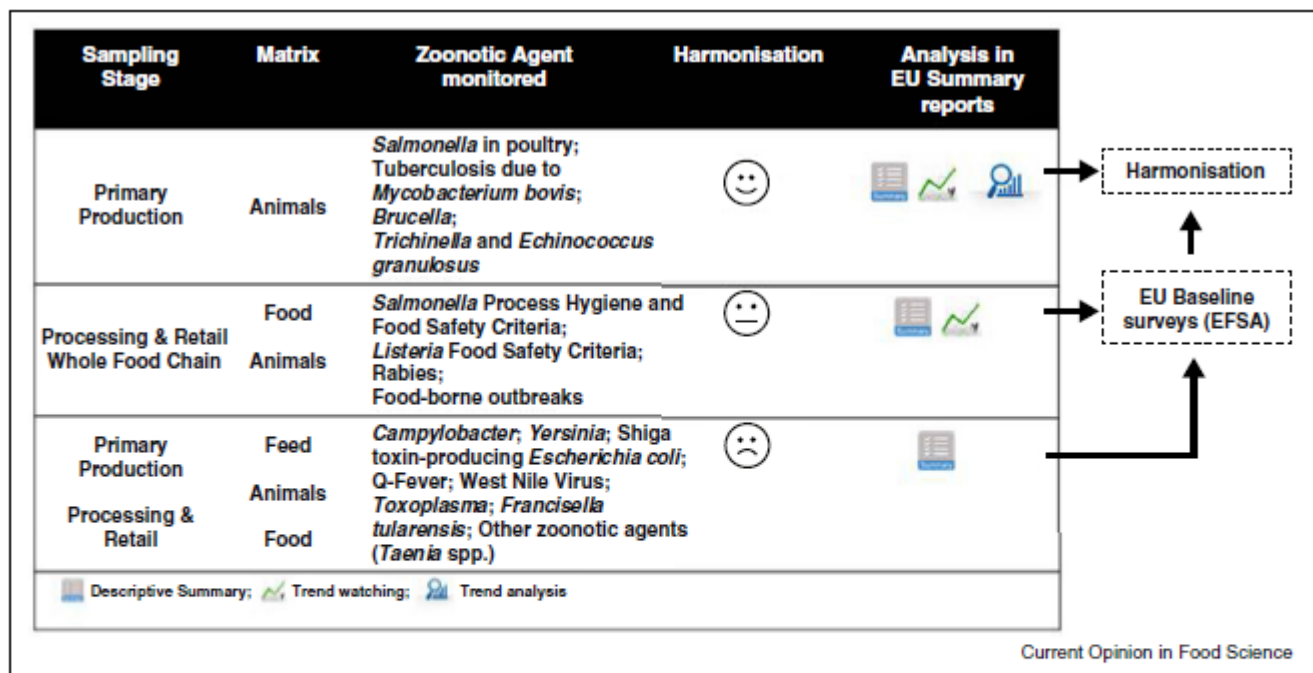 Sampling Stage
Matrix
Zoonotic Agent monitored
Harmonisation
Analysis in EU Summary reports
Primary Production
Animals
Salmonella in poultry;
Tuberculosis due to
Mycobacterium bovis;
Brucella;
Trichinella and Echinococcus
granulosus
Summary
Harmonisation
Processing & Retail
Whole Food Chain
Food
Animals
Salmonella Process Hygiene and
Food Safety Criteria;
Listeria Food Safety Criteria;
Rabies;
Food-borne outbreaks
Summary
EU Baseline
surveys (EFSA)
Primary
Production
Processing &
Retail
Feed
Animals
Food
Campylobacter; Yersinia; Shiga
toxin-producing Escherichia coli;
Q-Fever; West Nile Virus;
Toxoplasma; Francisella
tularensis; Other zoonotic agents
(Taenia spp.)
Summary
Descriptive Summary; Trend watching; Trend analysis
Current Opinion in Food Science